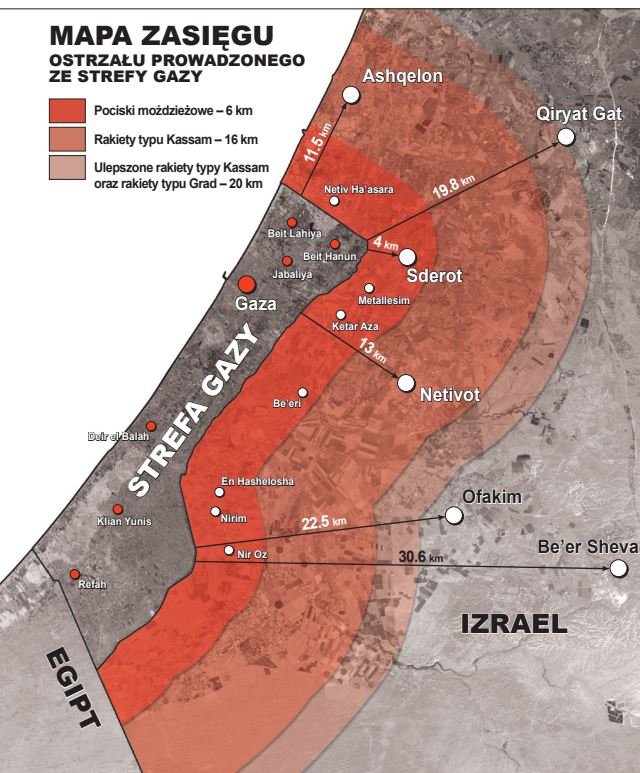 MAPA ZASIĘGU
OSTRZAŁU PROWADZONEGO
ZE STREFY GAZY
Pociski moździeżowe – 6 km
Rakiety typu Kassam – 16 km
Ulepszone rakiety typy Kassam
oraz rakiety typu Grad – 20 km
Ashqelon
Qiryat Gat
11.5 km
19.8 km
Netiv Ha'asara
Beit Lahiya
Beit Hanun
4 km
Jabaliya
Sderot
Gaza
Metallesim
Ketar Aza
13 km
STREFA GAZY
Netivot
Be'eri
Deir el Balah
En Hashelosha
Ofakim
Klian Yunis
Nirim
22.5 km
Nir Oz
30.6 km
Be'er Sheva
Refah
IZRAEL
EGIPT